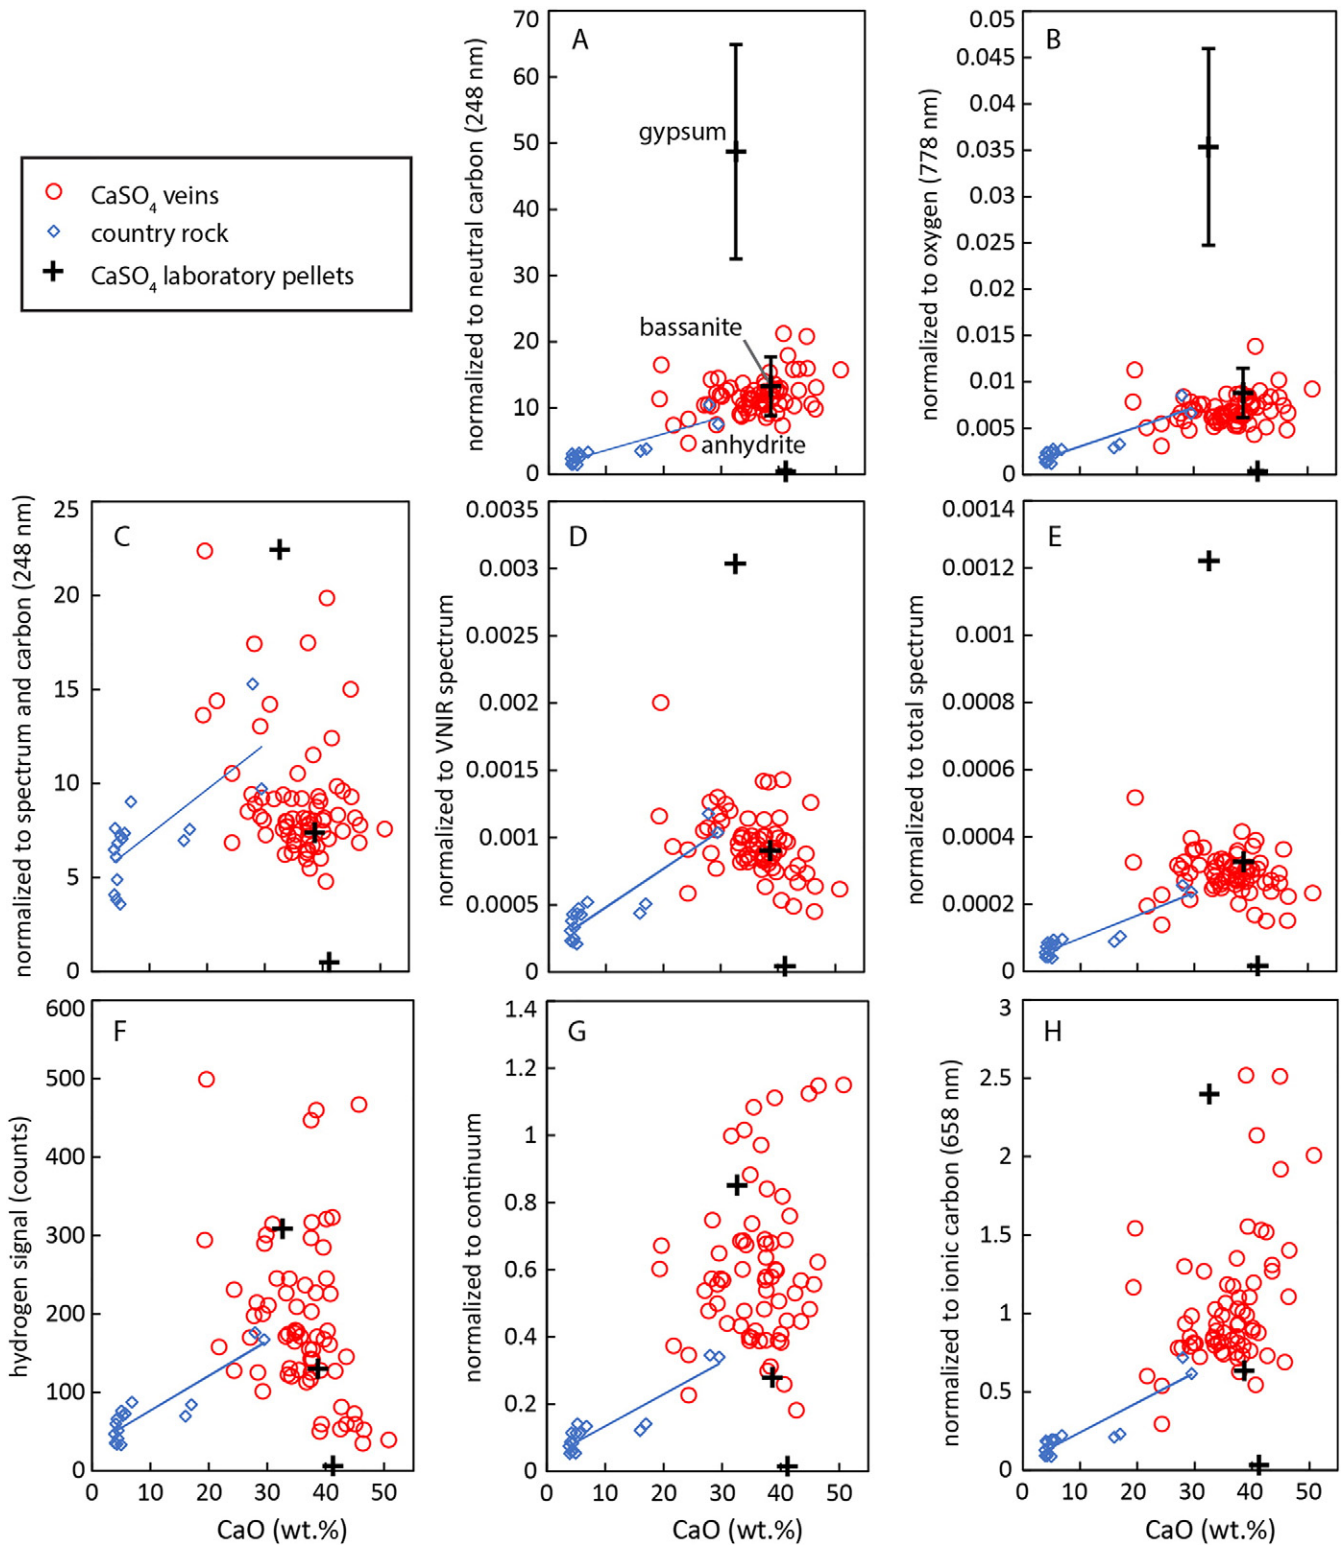 CaSO4 veins
country rock
CaSO4 laboratory pellets
normalized to neutral carbon (248 nm)
70
60
50
40
30
20
10
0
A
gypsum
bassanite
anhydrite
normalized to oxygen (778 nm)
0.05
0.045
0.04
0.035
0.03
0.025
0.02
0.015
0.01
0.005
0
B
normalized to spectrum and carbon (248 nm)
25
20
15
10
5
0
C
normalized to VNIR spectrum
0.0035
0.003
0.0025
0.002
0.0015
0.001
0.0005
0
D
normalized to total spectrum
0.0014
0.0012
0.001
0.0008
0.0006
0.0004
0.0002
0
E
hydrogen signal (counts)
600
500
400
300
200
100
0
F
0 10 20 30 40 50
CaO (wt.%)
normalized to continuum
1.4
1.2
1
0.8
0.6
0.4
0.2
0
G
0 10 20 30 40 50
CaO (wt.%)
normalized to ionic carbon (658 nm)
3
2.5
2
1.5
1
0.5
0
H
0 10 20 30 40 50
CaO (wt.%)